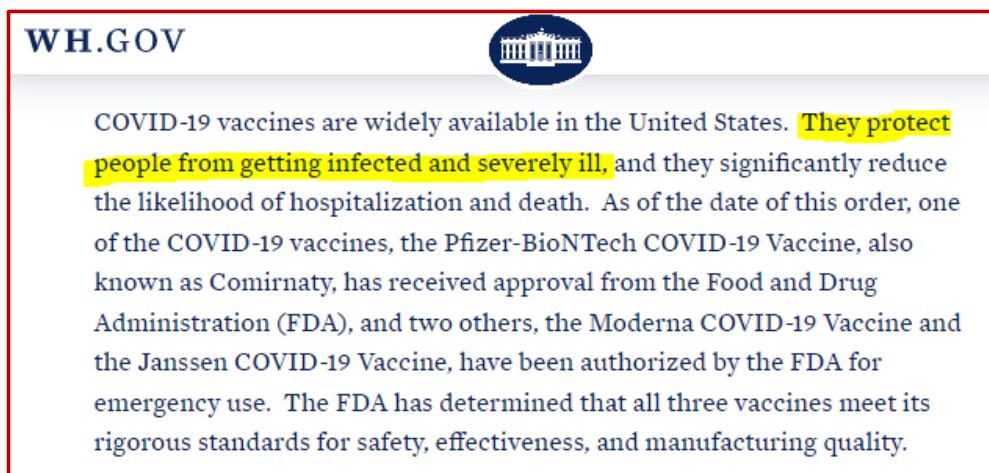 WH.GOV
COVID-19 vaccines are widely available in the United States.  They protect
people from getting infected and severely ill, and they significantly reduce
the likelihood of hospitalization and death.  As of the date of this order, one
of the COVID-19 vaccines, the Pfizer-BioNTech COVID-19 Vaccine, also
known as Comirnaty, has received approval from the Food and Drug
Administration (FDA), and two others, the Moderna COVID-19 Vaccine and
the Janssen COVID-19 Vaccine, have been authorized by the FDA for
emergency use.  The FDA has determined that all three vaccines meet its
rigorous standards for safety, effectiveness, and manufacturing quality.